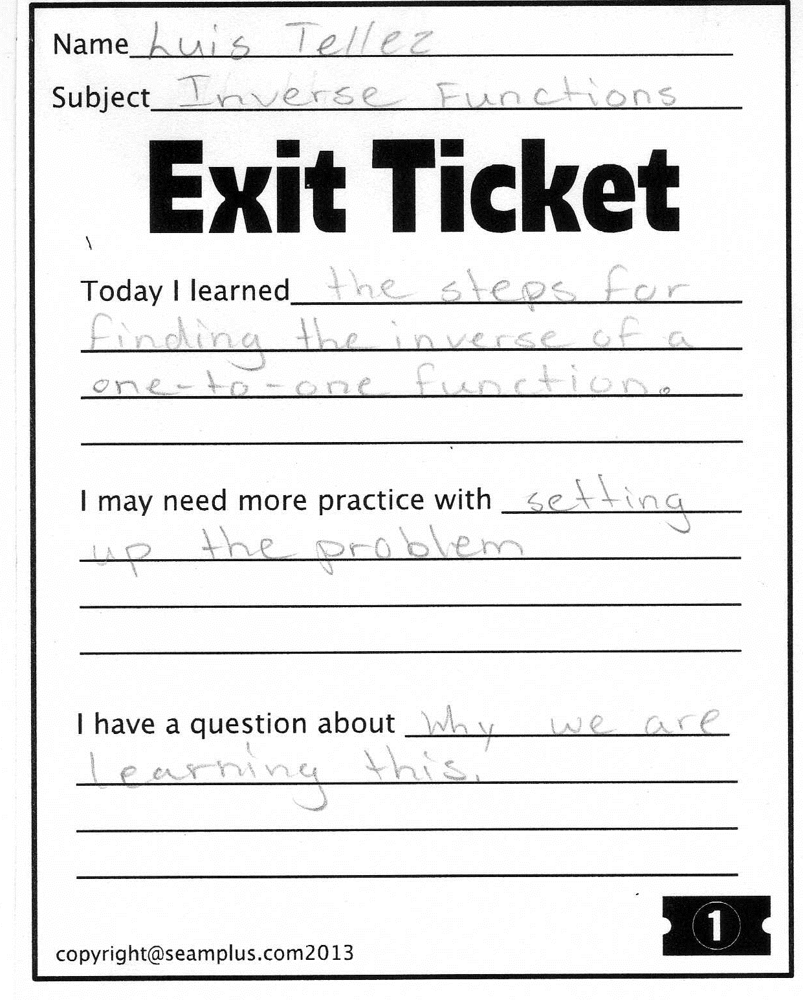 Name Luis Tellez
Subject Inverse Functions
Exit Ticket
Today I learned the steps for
finding the inverse of a
one-to-one function.
I may need more practice with setting
up the problem
I have a question about Why we are
learning this.
1
copyright@seamplus.com2013